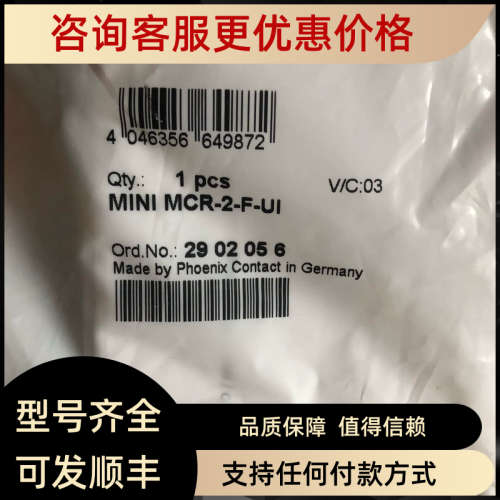 咨询客服更优惠价格
4 046356 649872
Qty.: 1 pcs V/C:03
MINI MCR-2-F-UI
Ord.No.: 29 02 05 6
Made by Phoenix Contact in Germany
型号齐全
可发顺丰
品质保障 值得信赖
支持任何付款方式